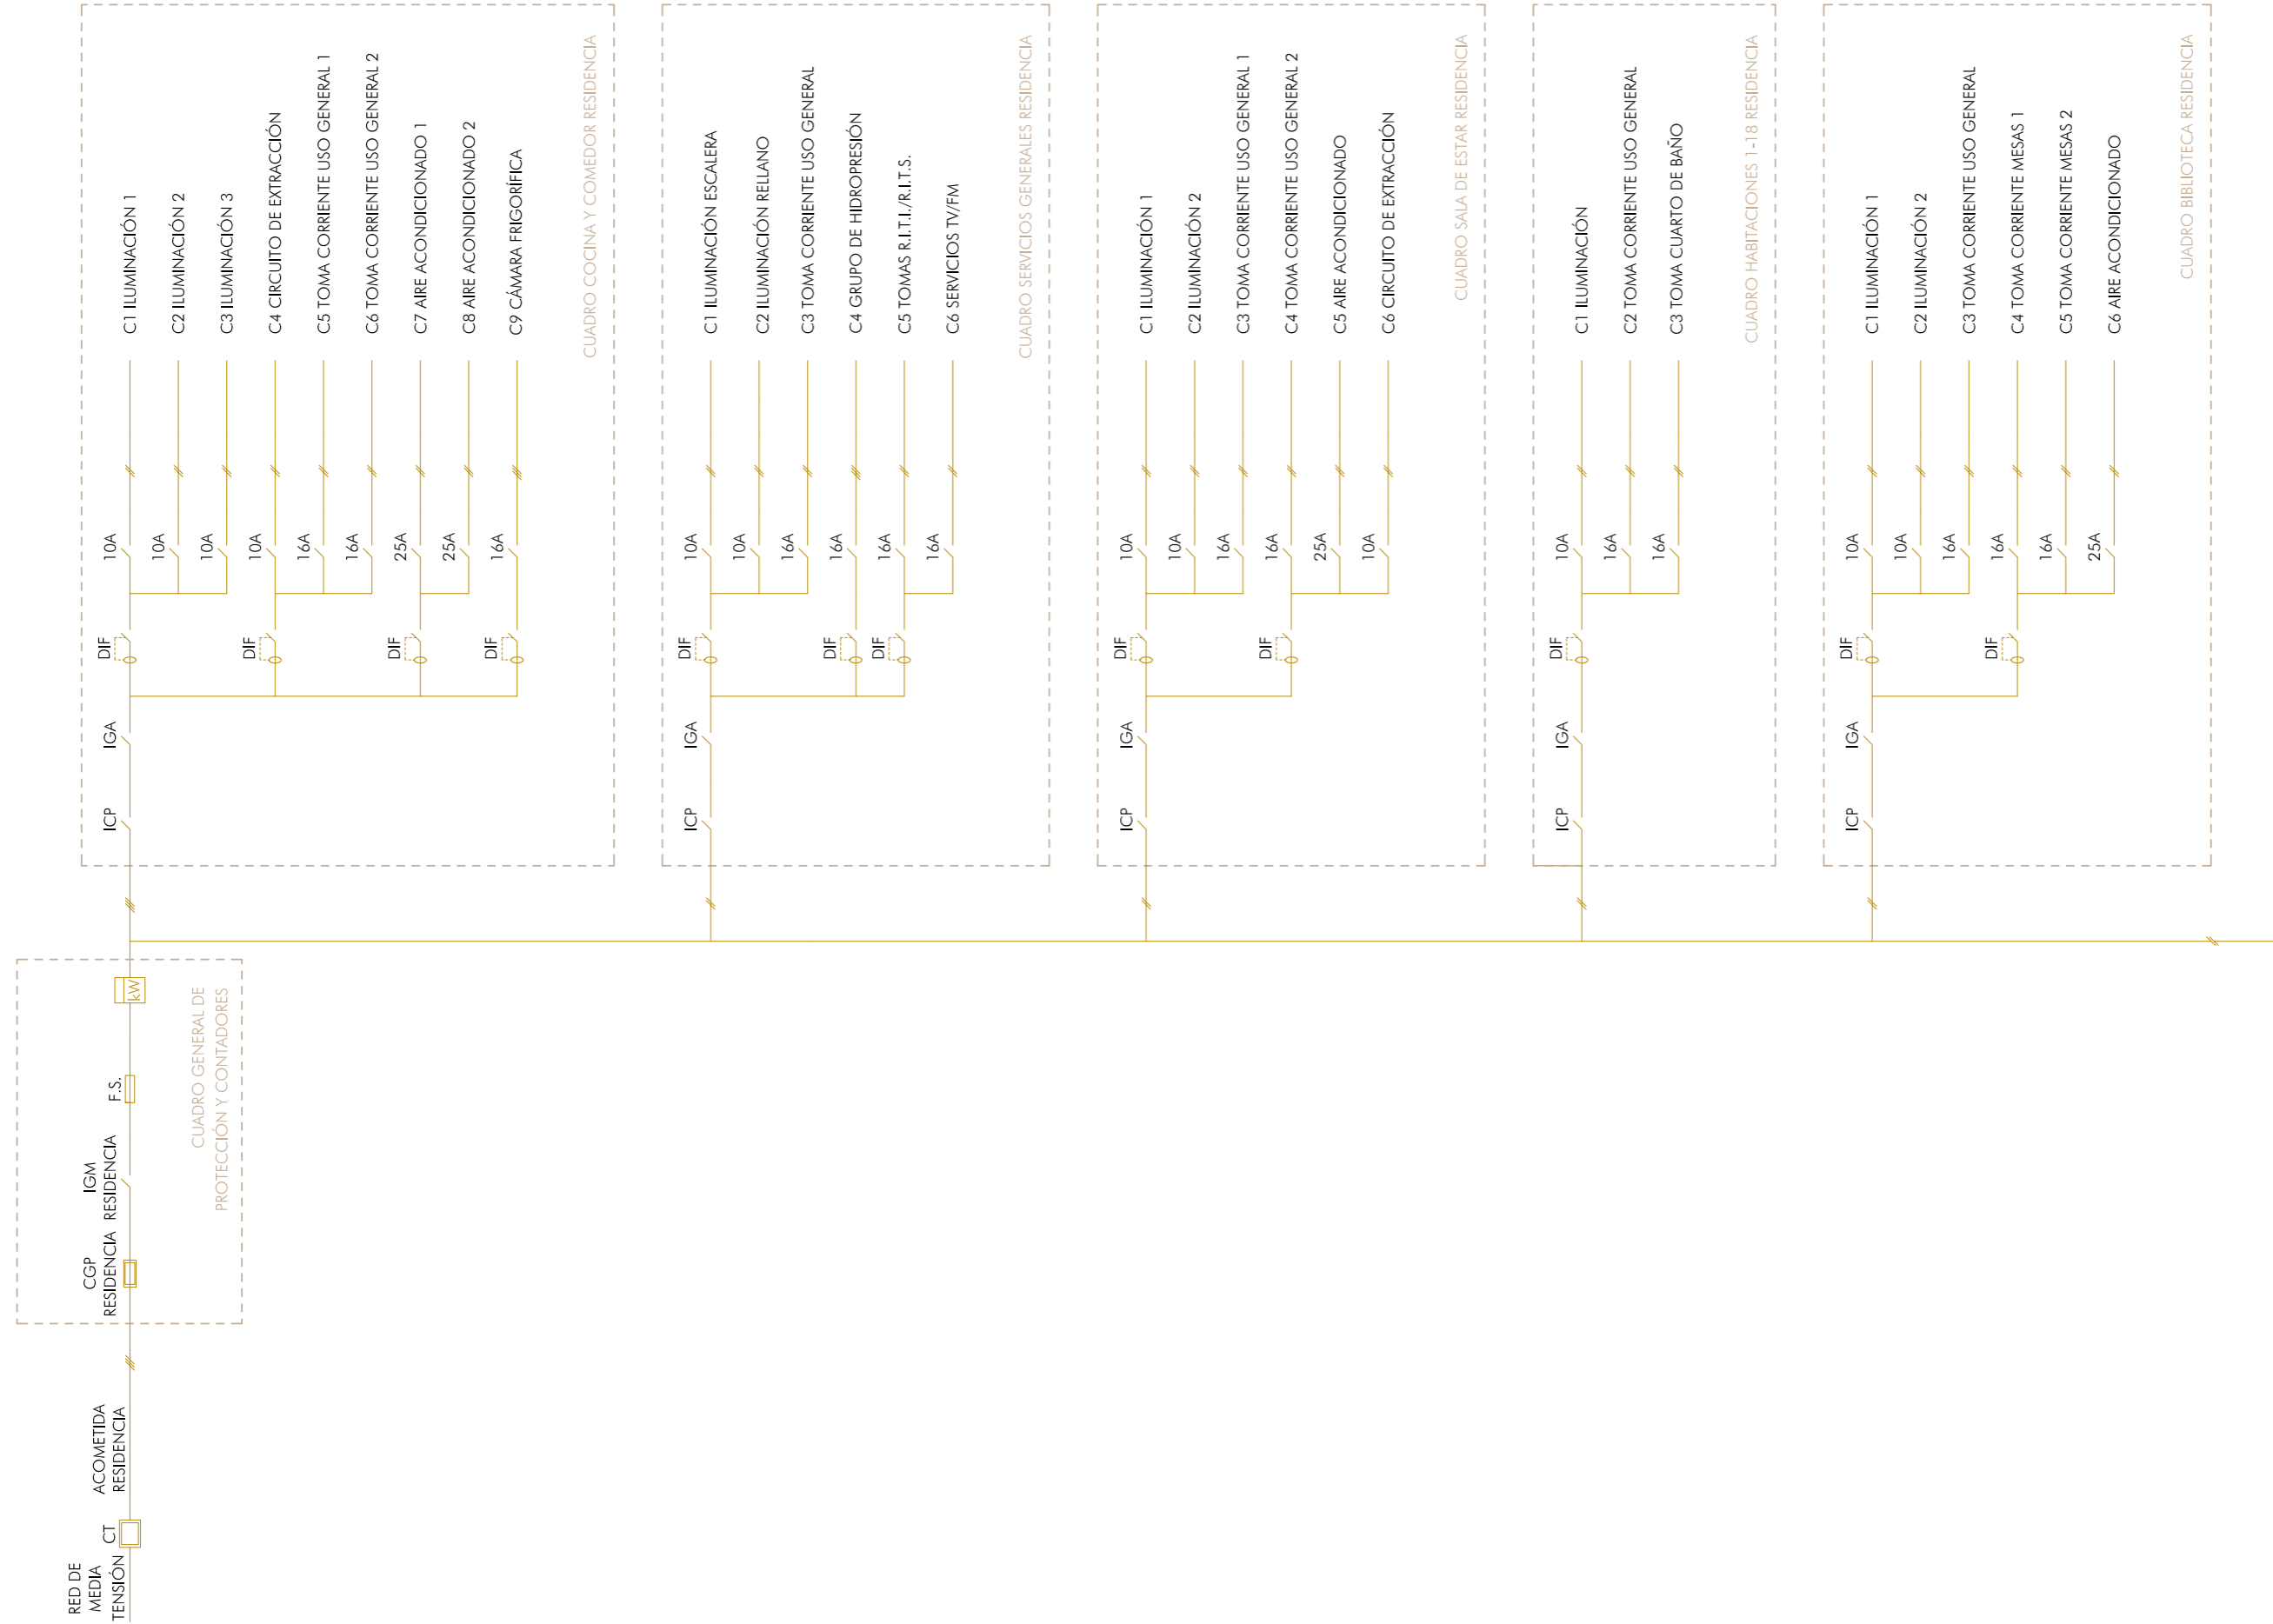 RED DE
MEDIA
TENSIÓN
CT
ACOMETIDA
RESIDENCIA
CGP
RESIDENCIA
IGM
RESIDENCIA
F.S.
kW
CUADRO GENERAL DE
PROTECCIÓN Y CONTADORES
ICP
IGA
DIF
10A
C1 ILUMINACIÓN 1
10A
C2 ILUMINACIÓN 2
10A
C3 ILUMINACIÓN 3
DIF
10A
C4 CIRCUITO DE EXTRACCIÓN
16A
C5 TOMA CORRIENTE USO GENERAL 1
16A
C6 TOMA CORRIENTE USO GENERAL 2
DIF
25A
C7 AIRE ACONDICIONADO 1
25A
C8 AIRE ACONDICIONADO 2
DIF
16A
C9 CÁMARA FRIGORÍFICA
CUADRO COCINA Y COMEDOR RESIDENCIA
ICP
IGA
DIF
10A
C1 ILUMINACIÓN ESCALERA
10A
C2 ILUMINACIÓN RELLANO
16A
C3 TOMA CORRIENTE USO GENERAL
DIF
16A
C4 GRUPO DE HIDROPRESIÓN
DIF
16A
C5 TOMAS R.I.T.I./R.I.T.S.
16A
C6 SERVICIOS TV/FM
CUADRO SERVICIOS GENERALES RESIDENCIA
ICP
IGA
DIF
10A
C1 ILUMINACIÓN 1
10A
C2 ILUMINACIÓN 2
16A
C3 TOMA CORRIENTE USO GENERAL 1
DIF
16A
C4 TOMA CORRIENTE USO GENERAL 2
25A
C5 AIRE ACONDICIONADO
10A
C6 CIRCUITO DE EXTRACCIÓN
CUADRO SALA DE ESTAR RESIDENCIA
ICP
IGA
DIF
10A
C1 ILUMINACIÓN
16A
C2 TOMA CORRIENTE USO GENERAL
16A
C3 TOMA CUARTO DE BAÑO
CUADRO HABITACIONES 1-18 RESIDENCIA
ICP
IGA
DIF
10A
C1 ILUMINACIÓN 1
10A
C2 ILUMINACIÓN 2
16A
C3 TOMA CORRIENTE USO GENERAL
DIF
16A
C4 TOMA CORRIENTE MESAS 1
16A
C5 TOMA CORRIENTE MESAS 2
25A
C6 AIRE ACONDICIONADO
CUADRO BIBLIOTECA RESIDENCIA